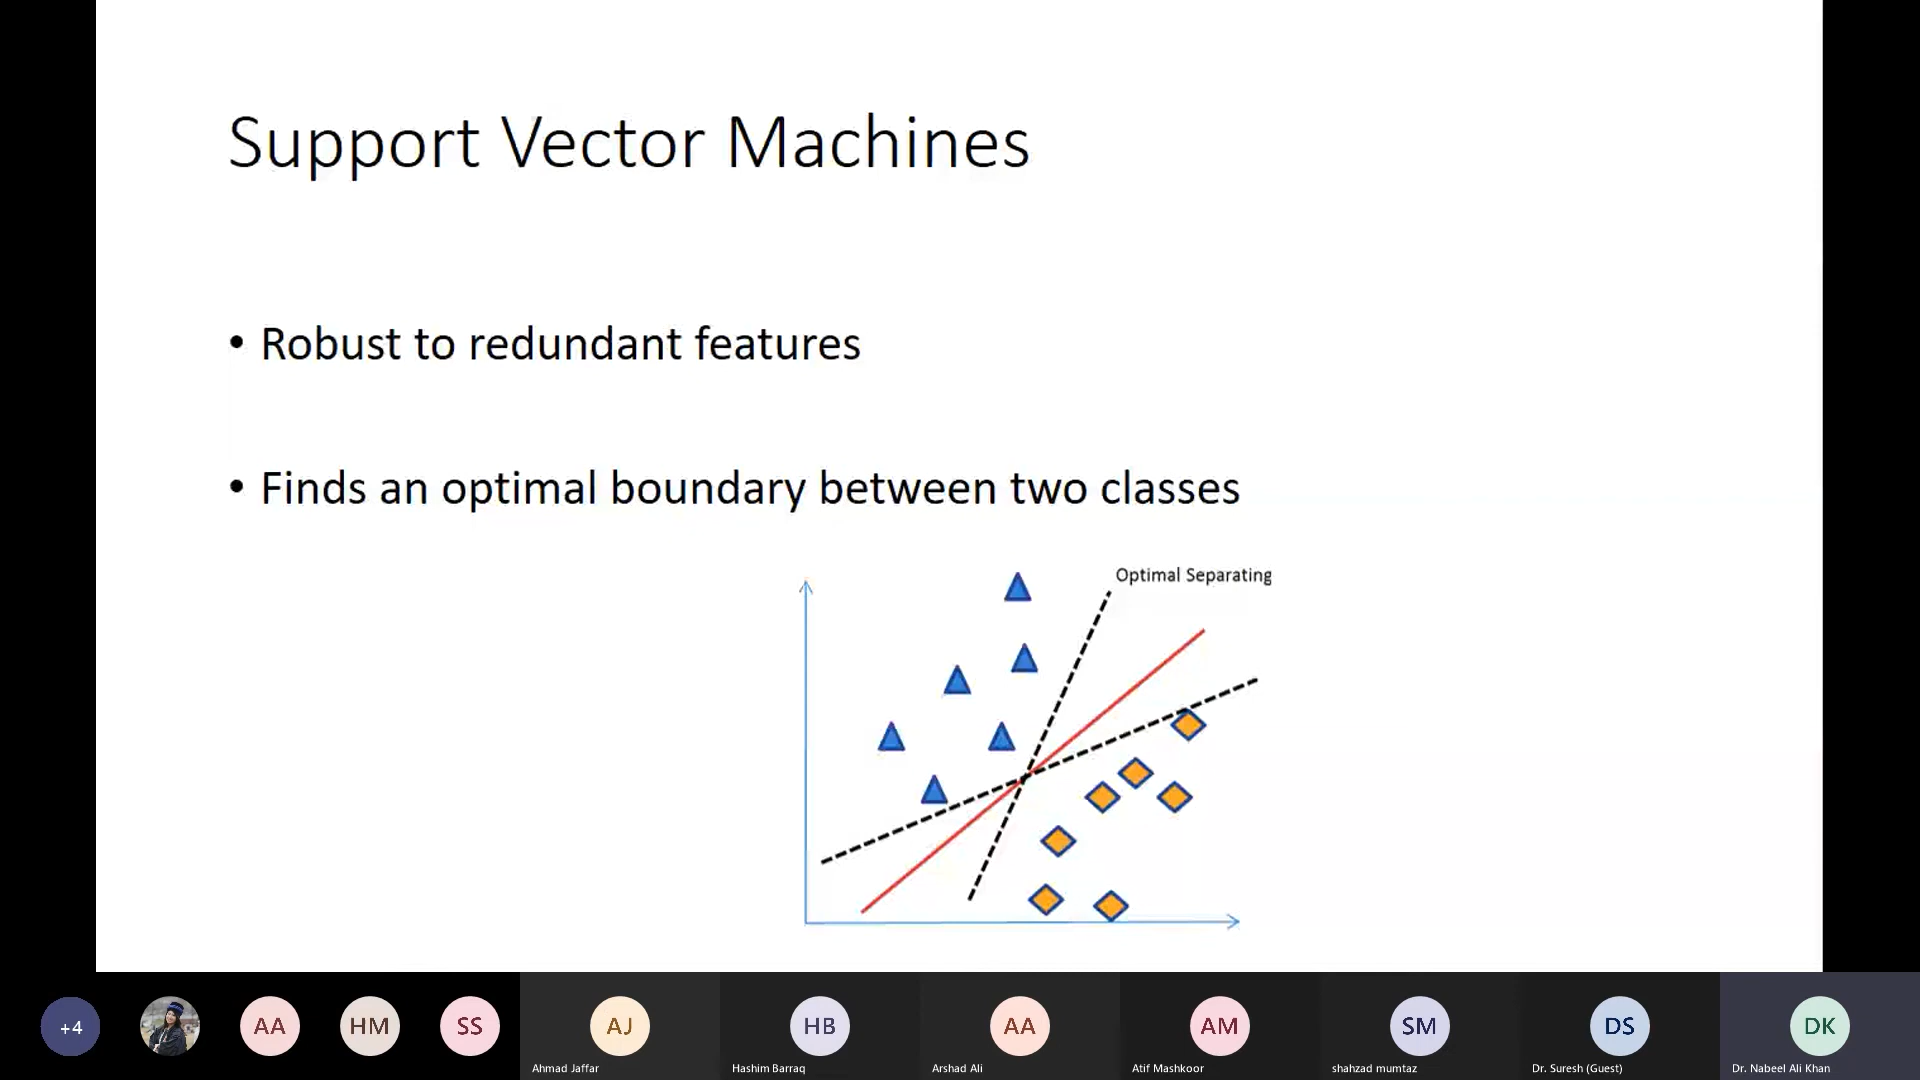 Support Vector Machines
• Robust to redundant features
• Finds an optimal boundary between two classes
Optimal Separating
+4
AA
HM
SS
AJ
HB
AA
AM
SM
DS
DK
Ahmad Jaffar
Hashim Barraq
Arshad Ali
Atif Mashkoor
shahzad mumtaz
Dr. Suresh (Guest)
Dr. Nabeel Ali Khan